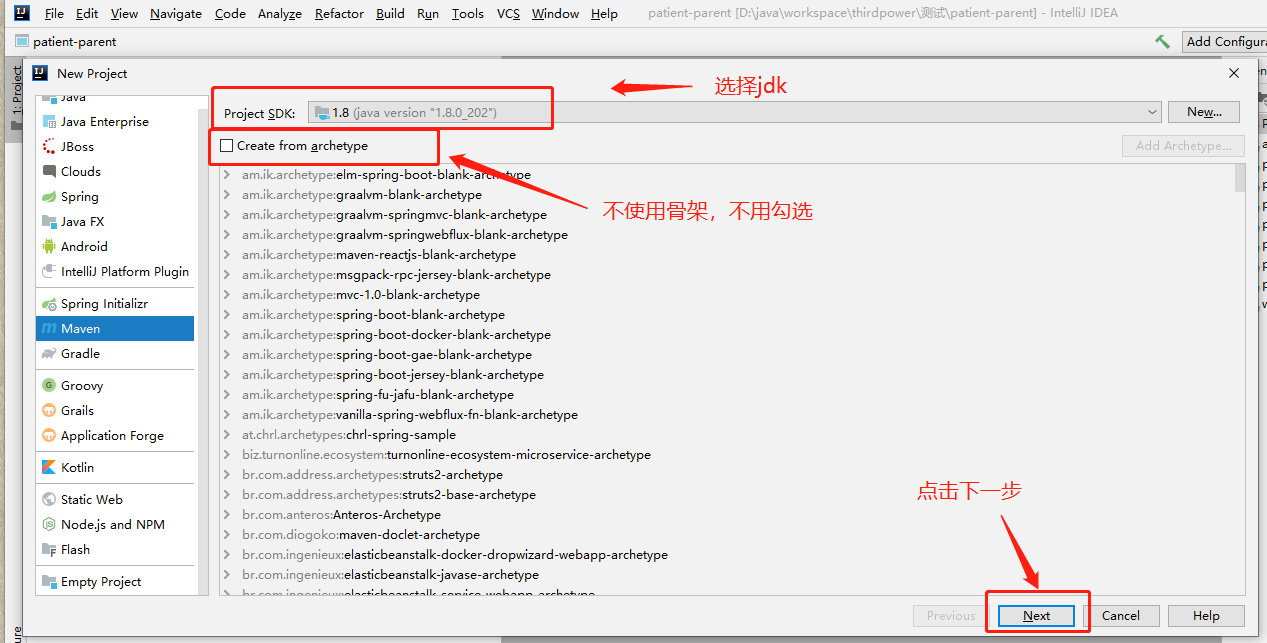 File Edit View Navigate Code Analyze Refactor Build Run Tools VCS Window Help patient-parent [D:\java\workspace\thirdpower\测试\patient-parent] - IntelliJ IDEA
patient-parent
Add Configura
1: Project
New Project
Java
Java Enterprise
JBoss
Clouds
Spring
Java FX
Android
IntelliJ Platform Plugin
Spring Initializr
Maven
Gradle
Groovy
Grails
Application Forge
Kotlin
Static Web
Node.js and NPM
Flash
Empty Project
选择jdk
Project SDK: 1.8 (java version "1.8.0_202")
New...
Create from archetype
Add Archetype...
不使用骨架，不用勾选
am.ik.archetype:elm-spring-boot-blank-archetype
am.ik.archetype:graalvm-blank-archetype
am.ik.archetype:graalvm-springmvc-blank-archetype
am.ik.archetype:graalvm-springwebflux-blank-archetype
am.ik.archetype:maven-reactjs-blank-archetype
am.ik.archetype:msgpack-rpc-jersey-blank-archetype
am.ik.archetype:mvc-1.0-blank-archetype
am.ik.archetype:spring-boot-blank-archetype
am.ik.archetype:spring-boot-docker-blank-archetype
am.ik.archetype:spring-boot-gae-blank-archetype
am.ik.archetype:spring-boot-jersey-blank-archetype
am.ik.archetype:spring-fu-jafu-blank-archetype
am.ik.archetype:vanilla-spring-webflux-fn-blank-archetype
at.chrl.archetypes:chrl-spring-sample
biz.turnonline.ecosystem:turnonline-ecosystem-microservice-archetype
br.com.address.archetypes:struts2-archetype
br.com.address.archetypes:struts2-base-archetype
br.com.anteros:Anteros-Archetype
br.com.diogoko:maven-doclet-archetype
br.com.ingenieux:elasticbeanstalk-docker-dropwizard-webapp-archetype
br.com.ingenieux:elasticbeanstalk-javase-archetype
br.com.ingenieux:elasticbeanstalk-service-webapp-archetype
点击下一步
Previous Next Cancel Help